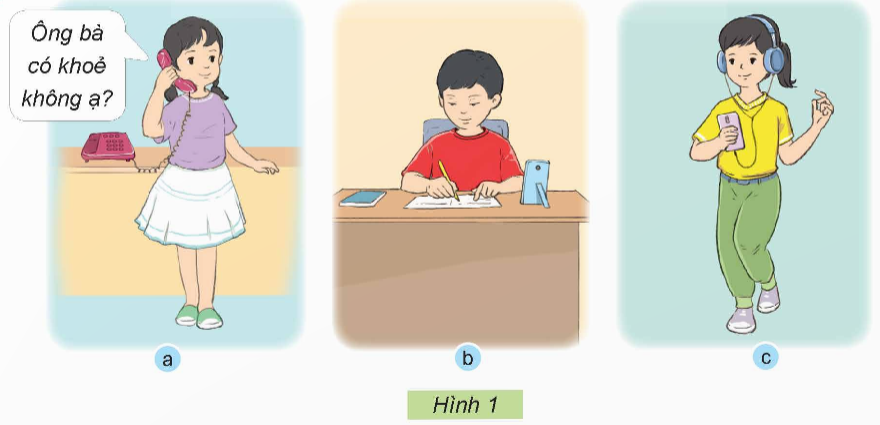 Ông bà
có khoẻ
không ạ?
a
b
c
Hình 1